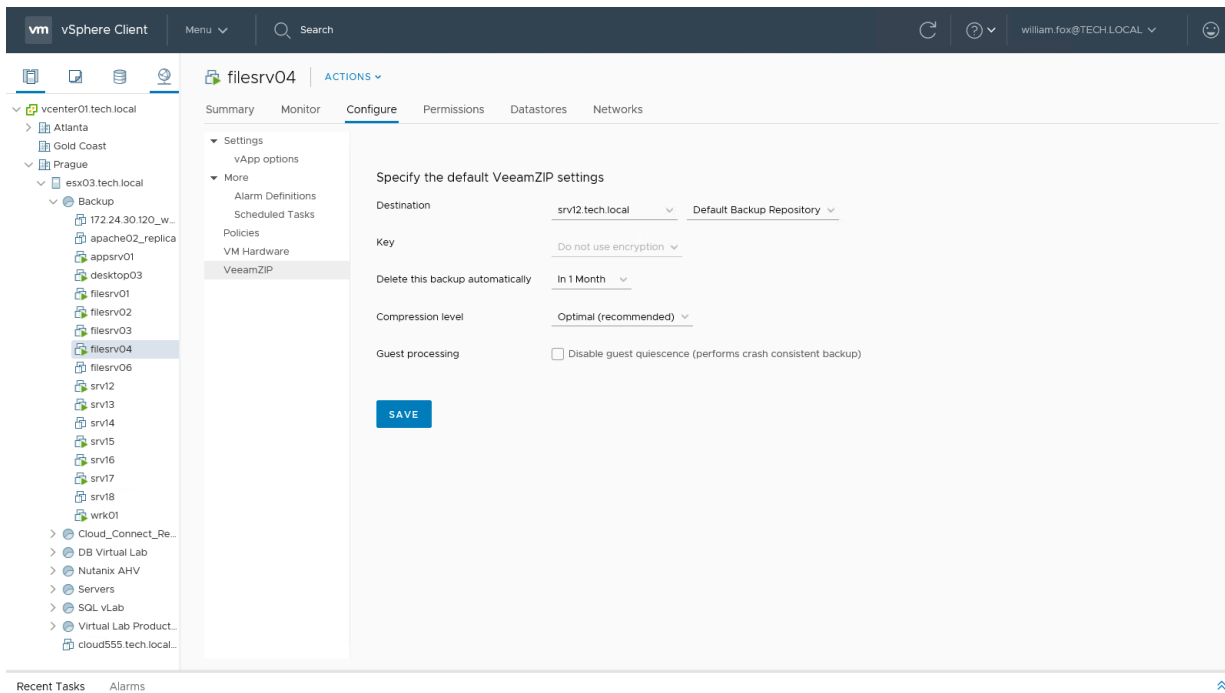 vm vSphere Client Menu Search william.fox@TECH.LOCAL
filesrv04 ACTIONS
Summary Monitor Configure Permissions Datastores Networks
vcenter01.tech.local
Atlanta
Gold Coast
Prague
esx03.tech.local
Backup
172.24.30.120_w...
apache02_replica
appsrv01
desktop03
filesrv01
filesrv02
filesrv03
filesrv04
filesrv06
srv12
srv13
srv14
srv15
srv16
srv17
srv18
wrk01
Cloud_Connect_Re...
DB Virtual Lab
Nutanix AHV
Servers
SQL vLab
Virtual Lab Product...
cloud555.tech.local...
Settings
vApp options
More
Alarm Definitions
Scheduled Tasks
Policies
VM Hardware
VeeamZIP
Specify the default VeeamZIP settings
Destination srv12.tech.local Default Backup Repository
Key Do not use encryption
Delete this backup automatically In 1 Month
Compression level Optimal (recommended)
Guest processing Disable guest quiescence (performs crash consistent backup)
SAVE
Recent Tasks Alarms